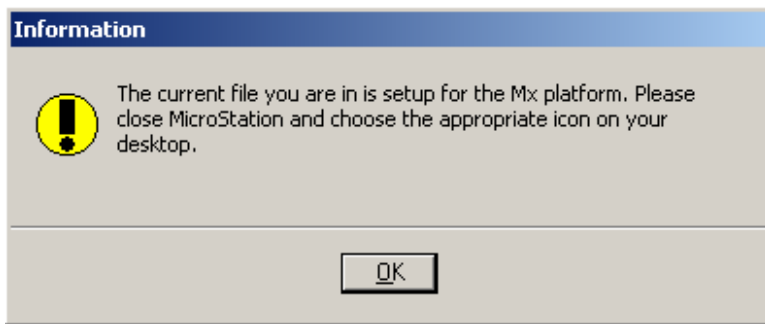 Information
The current file you are in is setup for the Mx platform. Please
close MicroStation and choose the appropriate icon on your
desktop.
OK